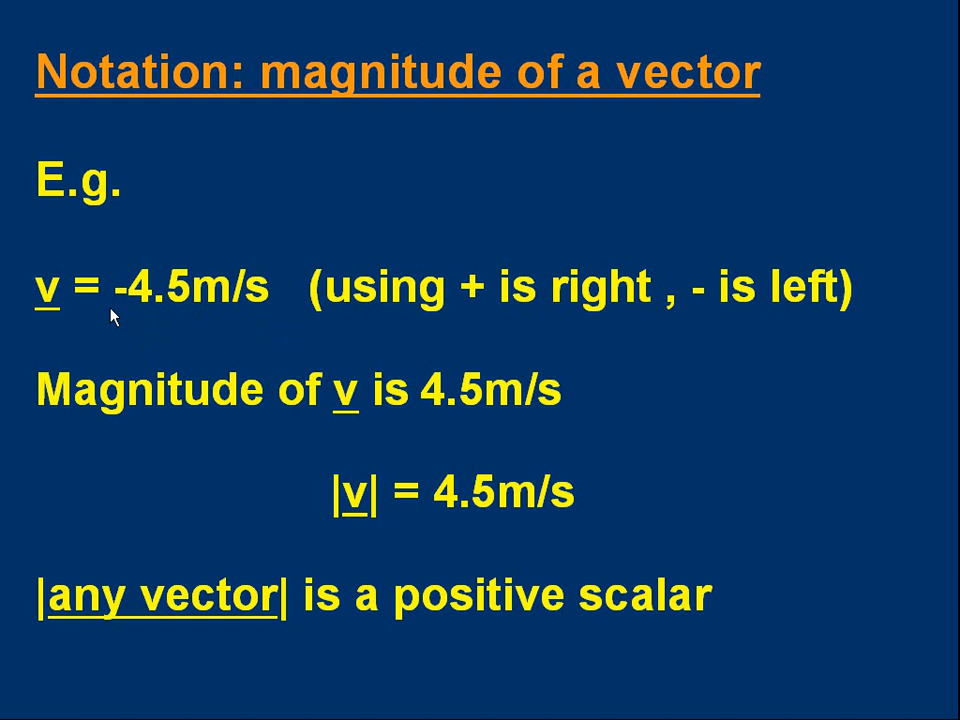 Notation: magnitude of a vector
E.g.
v = -4.5m/s (using + is right , - is left)
Magnitude of v is 4.5m/s
|v| = 4.5m/s
|any vector| is a positive scalar